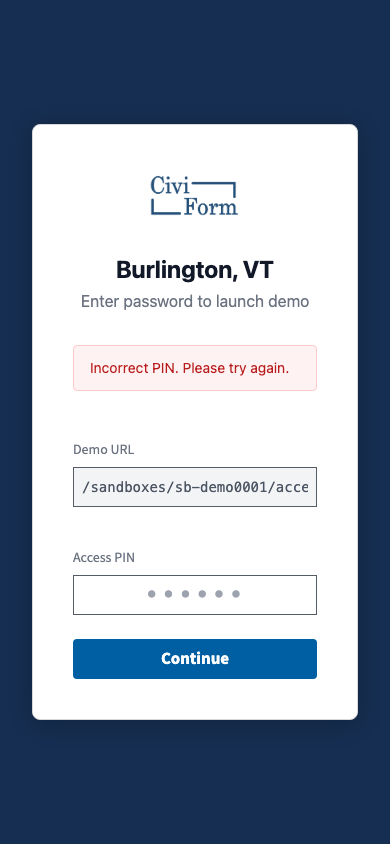 Civi
Form
Burlington, VT
Enter password to launch demo
Incorrect PIN. Please try again.
Demo URL
/sandboxes/sb-demo0001/acce
Access PIN
••••••
Continue